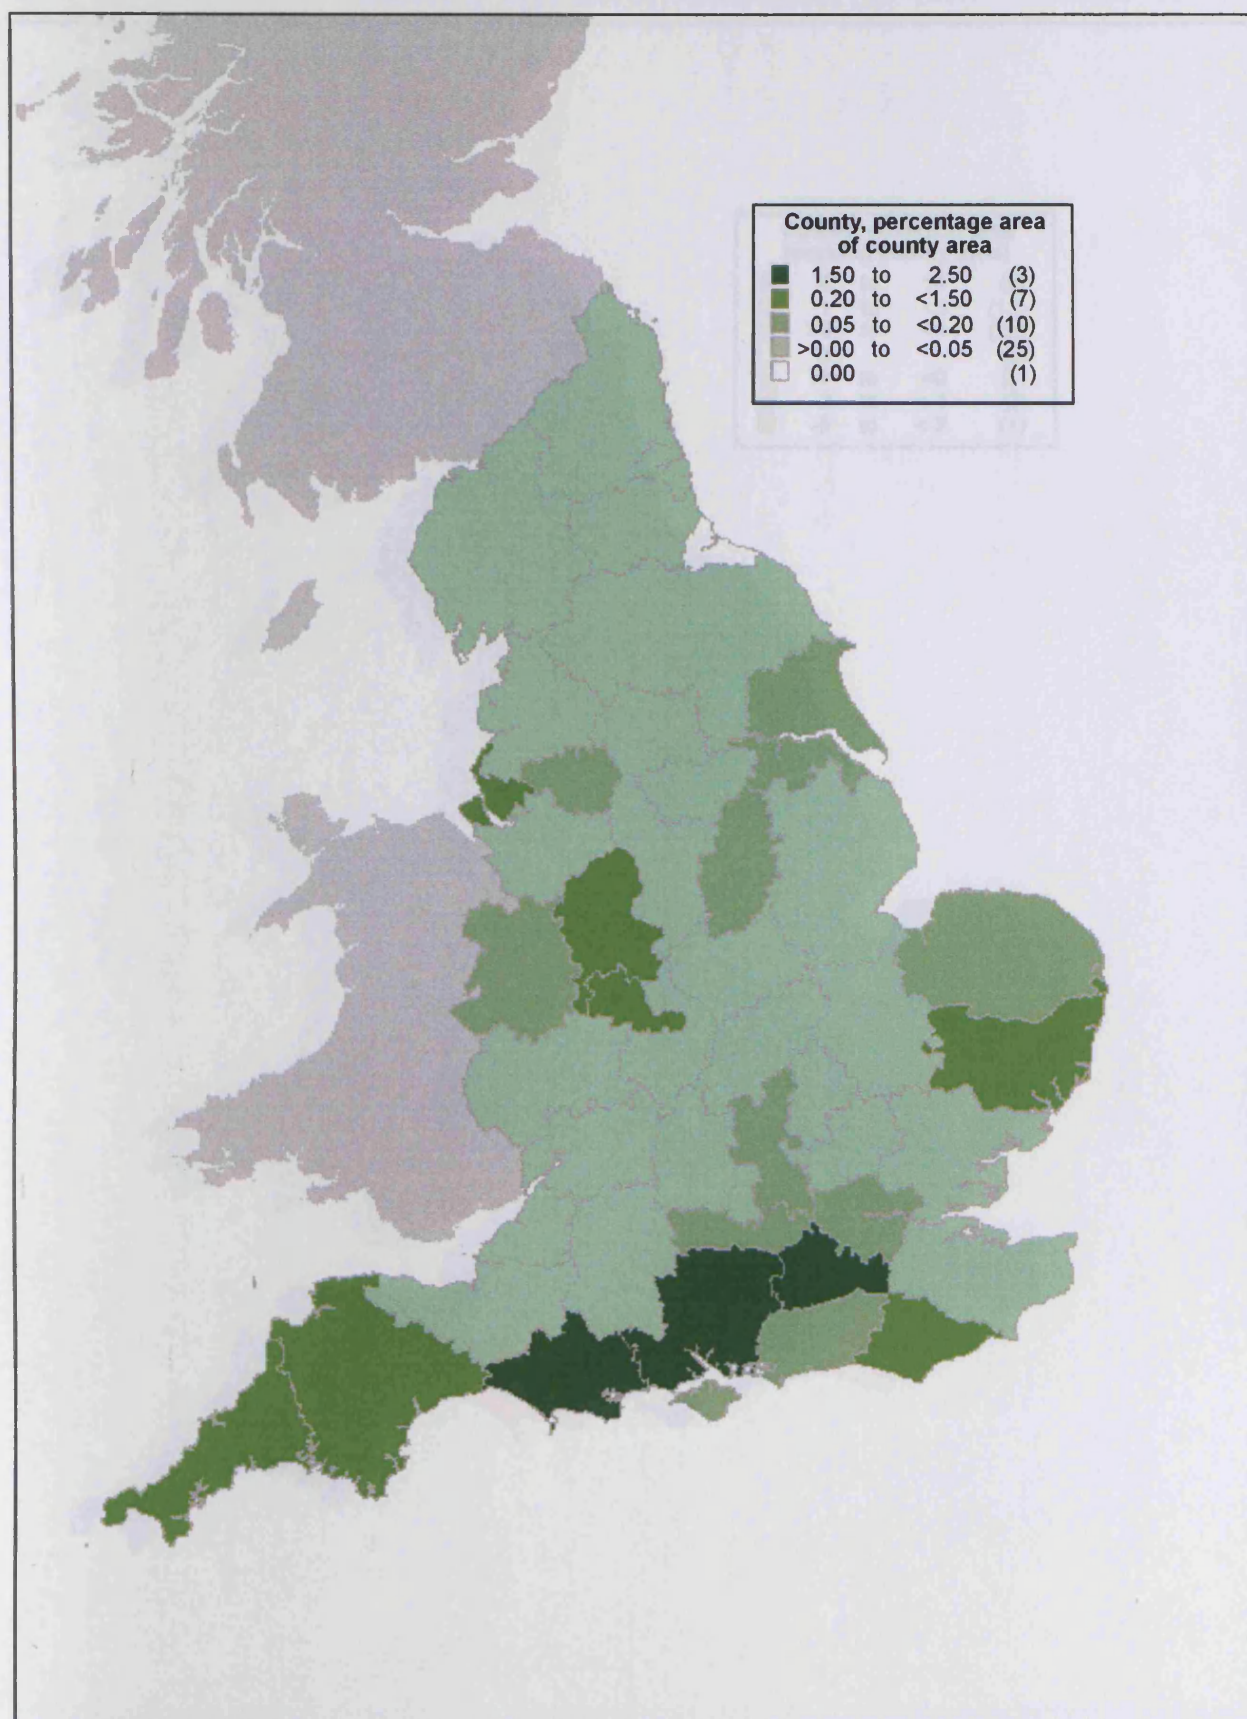 County, percentage area
of county area
1.50 to 2.50 (3)
0.20 to <1.50 (7)
0.05 to <0.20 (10)
>0.00 to <0.05 (25)
0.00 (1)